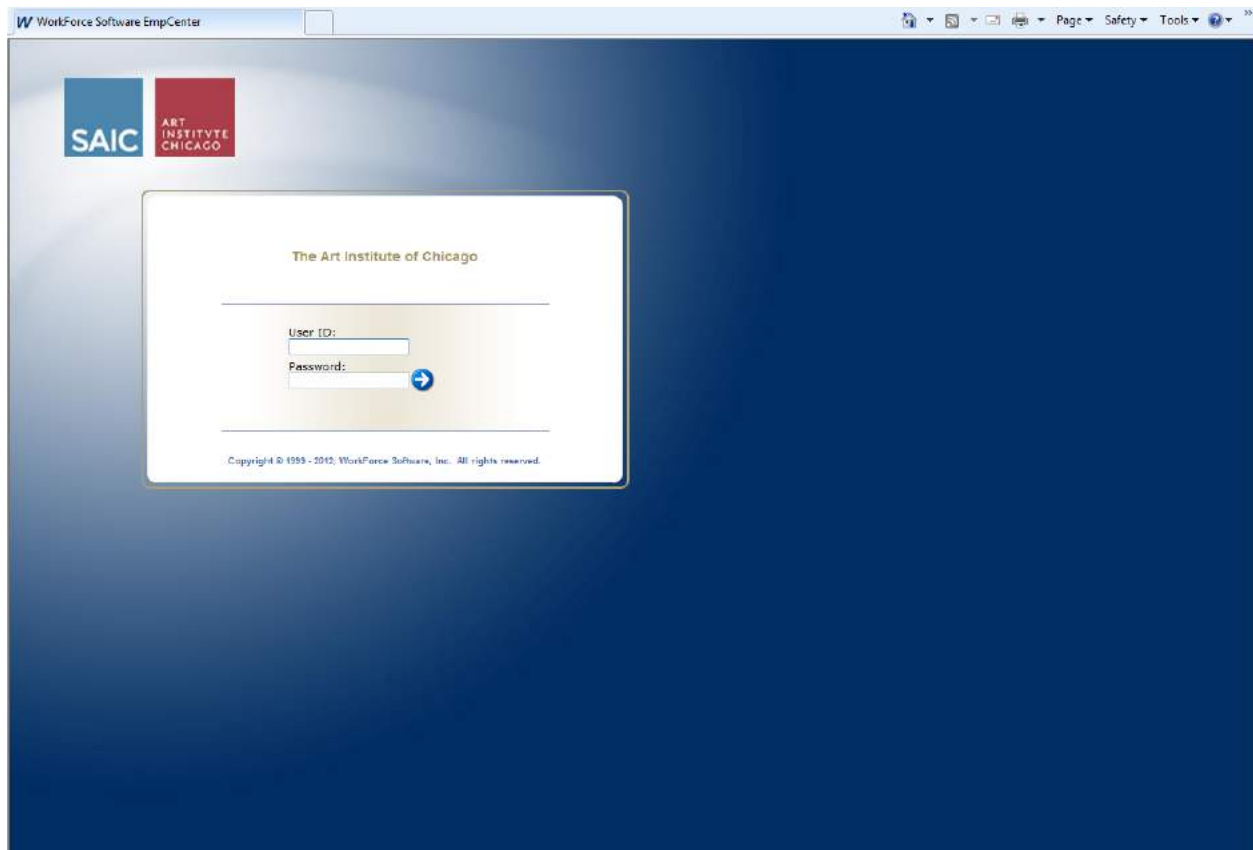 W WorkForce Software EmpCenter
Page Safety Tools »
SAIC
ART
INSTITVTE
CHICAGO
The Art Institute of Chicago
User ID:
Password:
Copyright © 1999 - 2012, WorkForce Software, Inc. All rights reserved.